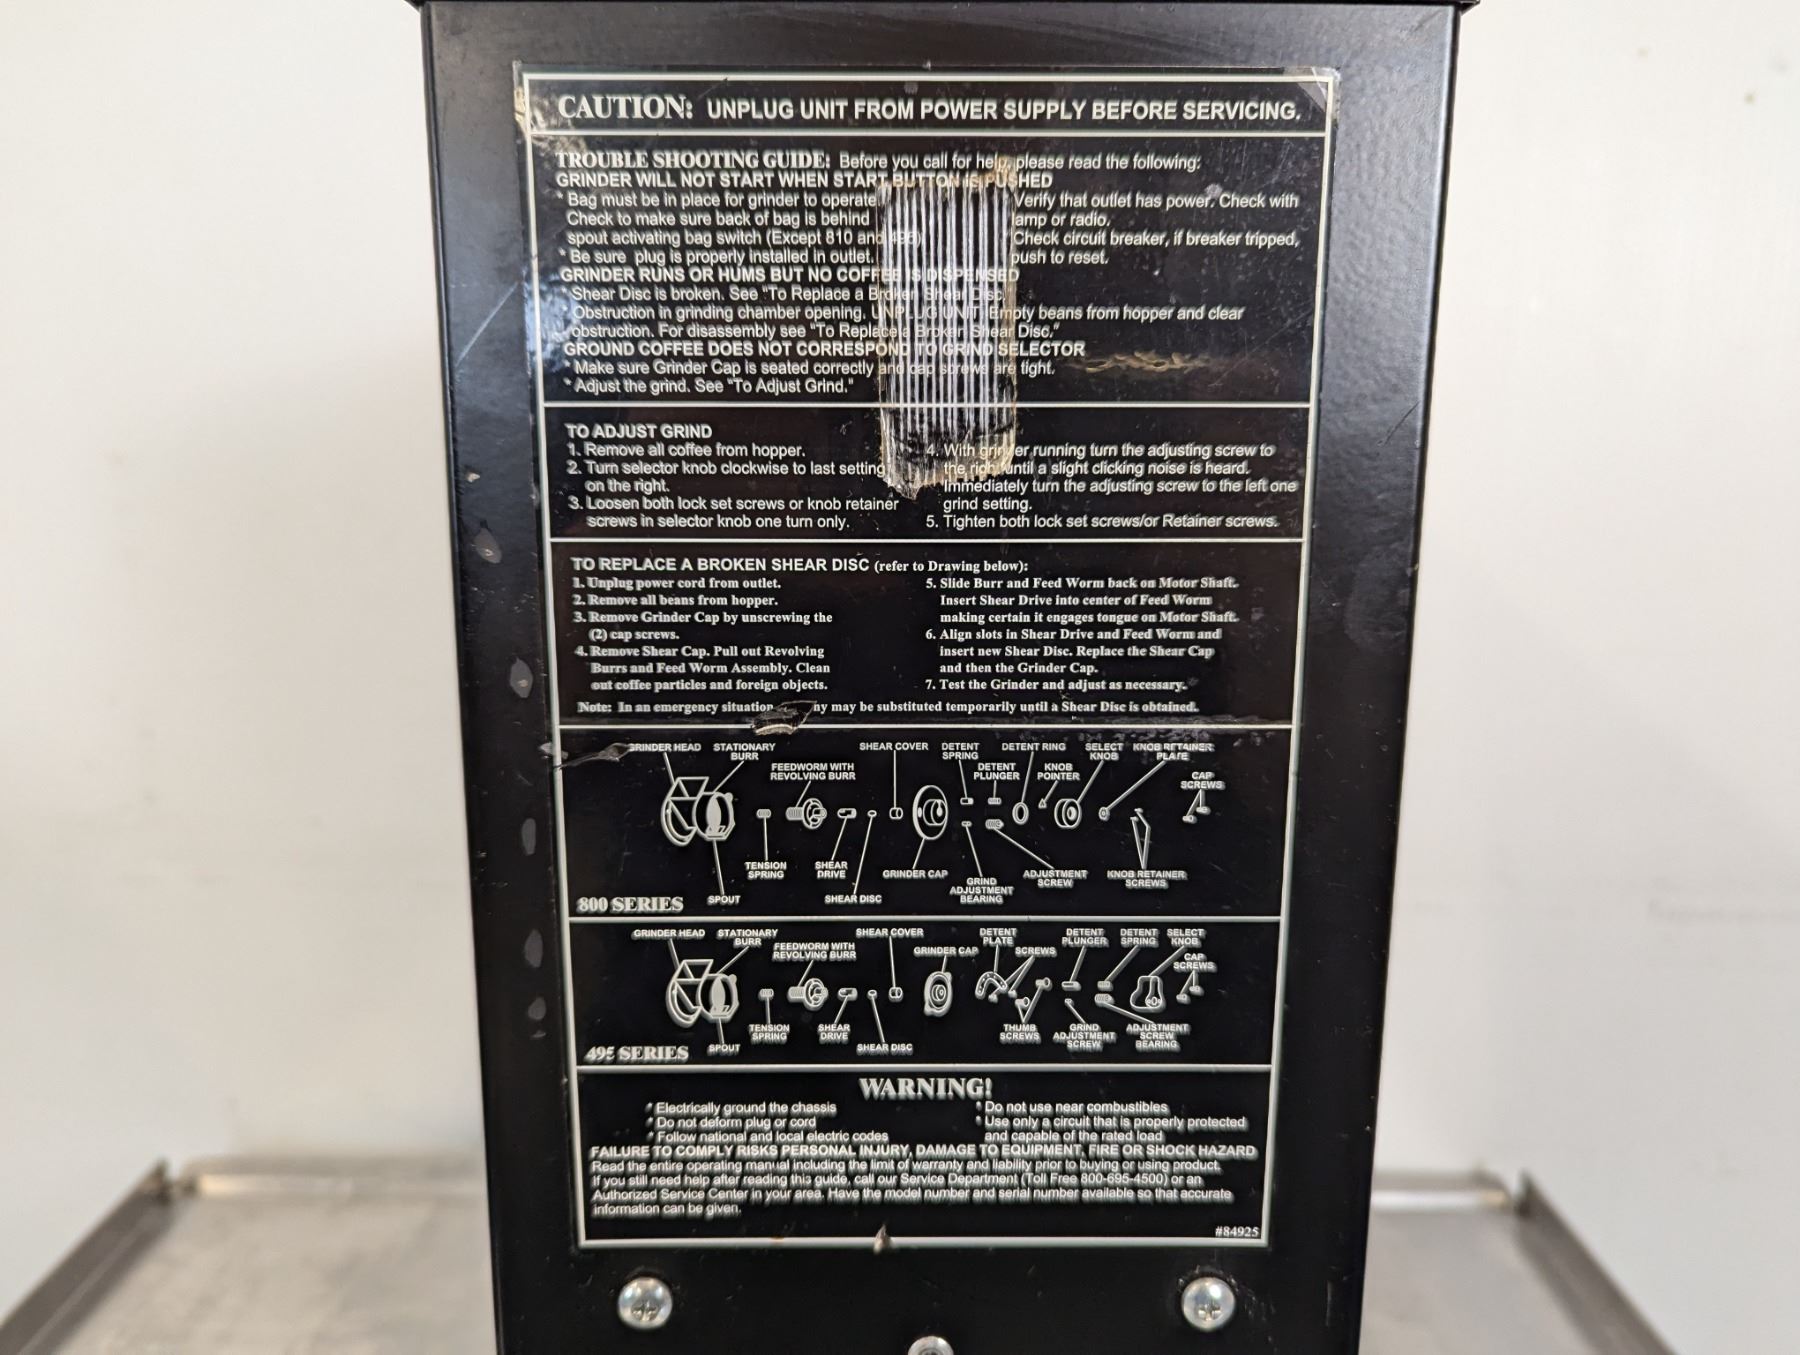 CAUTION: UNPLUG UNIT FROM POWER SUPPLY BEFORE SERVICING.
TROUBLE SHOOTING GUIDE: Before you call for help, please read the following:
GRINDER WILL NOT START WHEN START BUTTON IS PUSHED
* Bag must be in place for grinder to operate
Check to make sure back of bag is behind
spout activating bag switch (Except 810 and 495)
* Be sure plug is properly installed in outlet.
Verify that outlet has power. Check with
amp or radio.
Check circuit breaker, if breaker tripped,
push to reset.
GRINDER RUNS OR HUMS BUT NO COFFEE IS DISPENSED
* Shear Disc is broken. See "To Replace a Broken Shear Disc.
* Obstruction in grinding chamber opening. UNPLUG UNIT. Empty beans from hopper and clear
obstruction. For disassembly see "To Replace a Broken Shear Disc."
GROUND COFFEE DOES NOT CORRESPOND TO GRIND SELECTOR
* Make sure Grinder Cap is seated correctly and cap screws are tight.
* Adjust the grind. See "To Adjust Grind."
TO ADJUST GRIND
1. Remove all coffee from hopper.
2. Turn selector knob clockwise to last setting
on the right.
3. Loosen both lock set screws or knob retainer
screws in selector knob one turn only.
4. With grinder running turn the adjusting screw to
the right until a slight clicking noise is heard.
Immediately turn the adjusting screw to the left one
grind setting.
5. Tighten both lock set screws/or Retainer screws.
TO REPLACE A BROKEN SHEAR DISC (refer to Drawing below):
1. Unplug power cord from outlet.
2. Remove all beans from hopper.
3. Remove Grinder Cap by unscrewing the
(2) cap screws.
4. Remove Shear Cap. Pull out Revolving
Burrs and Feed Worm Assembly. Clean
out coffee particles and foreign objects.
5. Slide Burr and Feed Worm back on Motor Shaft.
Insert Shear Drive into center of Feed Worm
making certain it engages tongue on Motor Shaft.
6. Align slots in Shear Drive and Feed Worm and
insert new Shear Disc. Replace the Shear Cap
and then the Grinder Cap.
7. Test the Grinder and adjust as necessary.
Note: In an emergency situation ny may be substituted temporarily until a Shear Disc is obtained.
GRINDER HEAD
STATIONARY
BURR
FEEDWORM WITH
REVOLVING BURR
SHEAR COVER
DETENT
SPRING
DETENT
PLUNGER
DETENT RING
KNOB
POINTER
SELECT
KNOB
KNOB RETAINER
PLATE
CAP
SCREWS
TENSION
SPRING
SPOUT
SHEAR
DRIVE
SHEAR DISC
GRINDER CAP
GRIND
ADJUSTMENT
BEARING
ADJUSTMENT
SCREW
KNOB RETAINER
SCREWS
800 SERIES
GRINDER HEAD
STATIONARY
BURR
FEEDWORM WITH
REVOLVING BURR
SHEAR COVER
GRINDER CAP
DETENT
PLATE
SCREWS
DETENT
PLUNGER
DETENT
SPRING
SELECT
KNOB
CAP
SCREWS
TENSION
SPRING
SPOUT
SHEAR
DRIVE
SHEAR DISC
THUMB
SCREWS
GRIND
ADJUSTMENT
SCREW
ADJUSTMENT
SCREW
BEARING
495 SERIES
WARNING!
* Electrically ground the chassis
* Do not deform plug or cord
* Follow national and local electric codes
* Do not use near combustibles
* Use only a circuit that is properly protected
and capable of the rated load
FAILURE TO COMPLY RISKS PERSONAL INJURY, DAMAGE TO EQUIPMENT, FIRE OR SHOCK HAZARD
Read the entire operating manual including the limit of warranty and liability prior to buying or using product.
If you still need help after reading this guide, call our Service Department (Toll Free 800-695-4500) or an
Authorized Service Center in your area. Have the model number and serial number available so that accurate
information can be given.
#84925